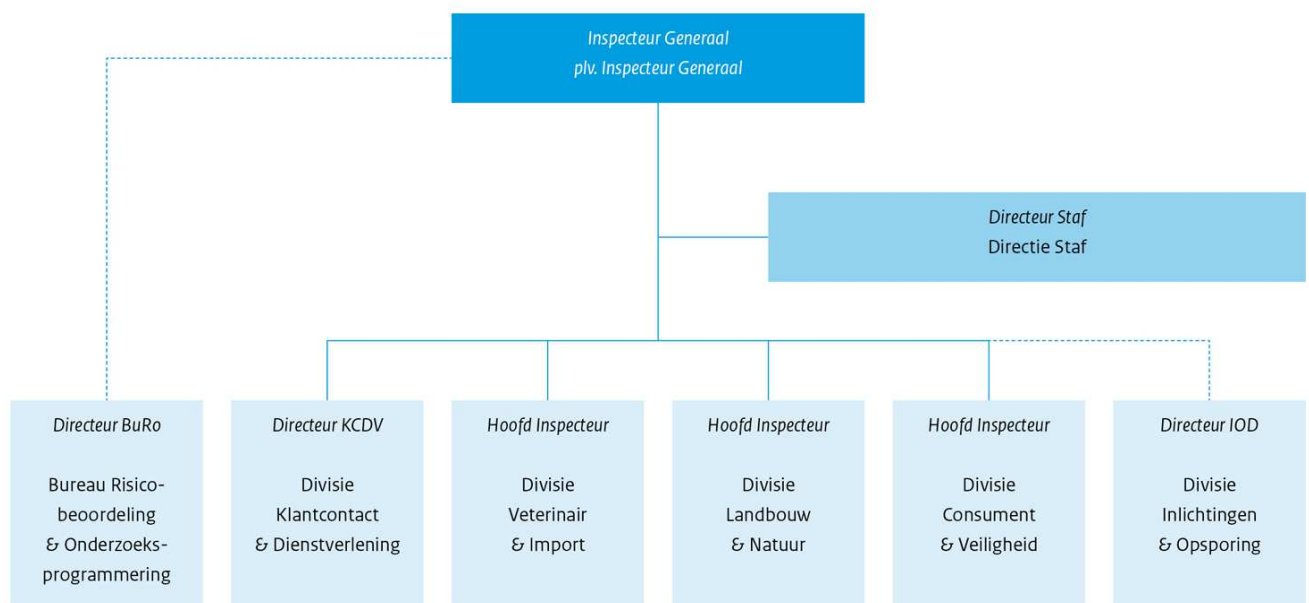 Inspecteur Generaal
plv. Inspecteur Generaal
Directeur Staf
Directie Staf
Directeur BuRo
Bureau Risico-
beoordeling
& Onderzoeks-
programmering
Directeur KCDV
Divisie
Klantcontact
& Dienstverlening
Hoofd Inspecteur
Divisie
Veterinair
& Import
Hoofd Inspecteur
Divisie
Landbouw
& Natuur
Hoofd Inspecteur
Divisie
Consument
& Veiligheid
Directeur IOD
Divisie
Inlichtingen
& Opsporing